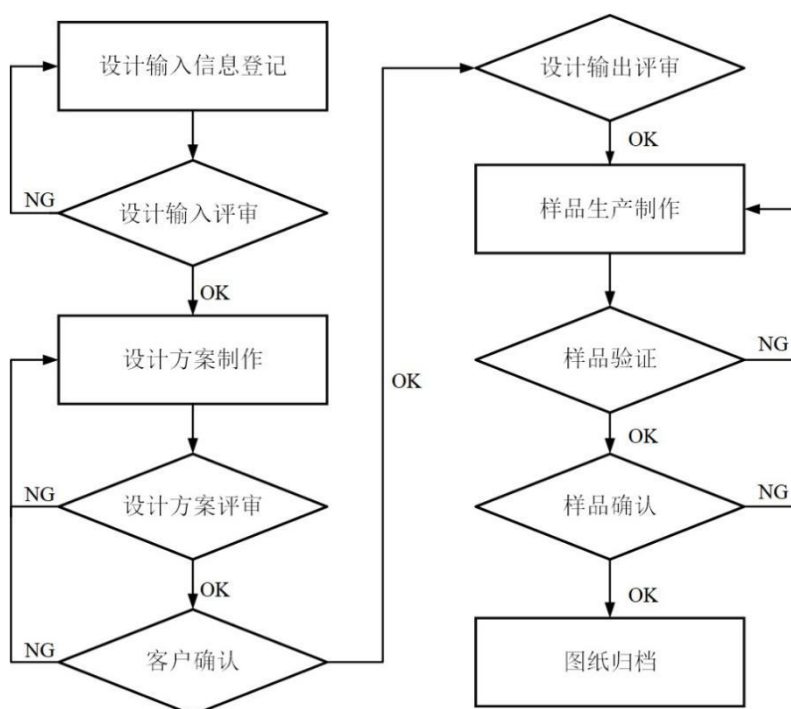 设计输入信息登记
NG
设计输入评审
OK
设计方案制作
NG
设计方案评审
OK
NG
客户确认
OK
设计输出评审
OK
样品生产制作
样品验证
NG
OK
样品确认
NG
OK
图纸归档